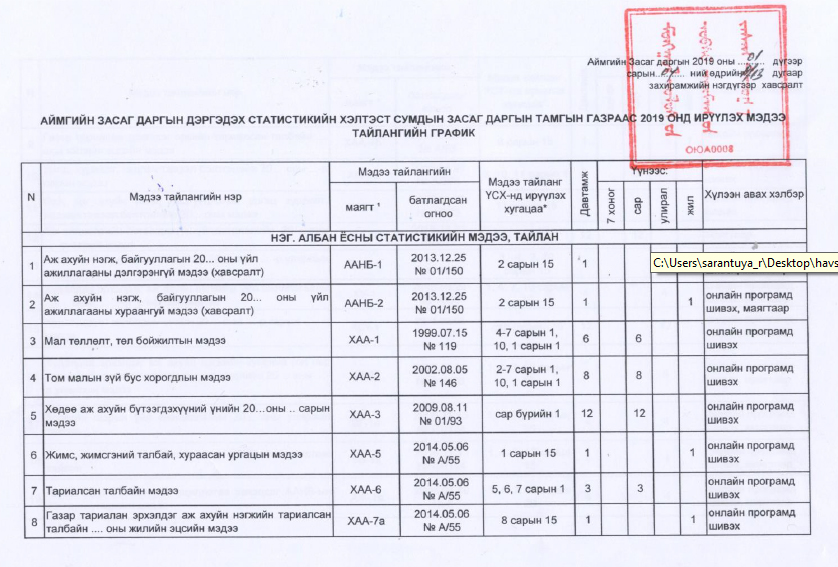 Аймгийн Засаг даргын 2019 оны ..01.. дүгээр
сарын........ ний өдрийн А/13 дугаар
захирамжийн нэгдүгээр хавсралт
АЙМГИЙН ЗАСАГ ДАРГЫН ДЭРГЭДЭХ СТАТИСТИКИЙН ХЭЛТЭСТ СУМДЫН ЗАСАГ ДАРГЫН ТАМГЫН ГАЗРААС 2019 ОНД ИРҮҮЛЭХ МЭДЭЭ
ТАЙЛАНГИЙН ГРАФИК
0ЮА0008
N Мэдээ тайлангийн нэр Мэдээ тайлангийн Мэдээ тайланг ҮСХ-нд ирүүлэх хугацаа* Давтамж Үүнээс: Хүлээн авах хэлбэр
маягт ¹ батлагдсан огноо 7 хоног сар улирал жил
НЭГ. АЛБАН ЁСНЫ СТАТИСТИКИЙН МЭДЭЭ, ТАЙЛАН
C:\Users\sarantuya_r\Desktop\havs
1 Аж ахуйн нэгж, байгууллагын 20... оны үйл ажиллагааны дэлгэрэнгүй мэдээ (хавсралт) ААНБ-1 2013.12.25 № 01/150 2 сарын 15 1
2 Аж ахуйн нэгж, байгууллагын 20... оны үйл ажиллагааны хураангуй мэдээ (хавсралт) ААНБ-2 2013.12.25 № 01/150 2 сарын 15 1 1 онлайн програмд шивэх, маягтаар
3 Мал төллөлт, төл бойжилтын мэдээ ХАА-1 1999.07.15 № 119 4-7 сарын 1, 10, 1 сарын 1 6 6 онлайн програмд шивэх
4 Том малын зүй бус хорогдлын мэдээ ХАА-2 2002.08.05 № 146 2-7 сарын 1, 10, 1 сарын 1 8 8 онлайн програмд шивэх
5 Хөдөө аж ахуйн бүтээгдэхүүний үнийн 20...оны .. сарын мэдээ ХАА-3 2009.08.11 № 01/93 сар бүрийн 1 12 12 онлайн програмд шивэх
6 Жимс, жимсгэний талбай, хураасан ургацын мэдээ ХАА-5 2014.05.06 № А/55 1 сарын 15 1 1 онлайн програмд шивэх
7 Тариалсан талбайн мэдээ ХАА-6 2014.05.06 № А/55 5, 6, 7 сарын 1 3 3 онлайн програмд шивэх
8 Газар тариалан эрхэлдэг аж ахуйн нэгжийн тариалсан талбайн .... оны жилийн эцсийн мэдээ ХАА-7а 2014.05.06 № А/55 8 сарын 15 1 1 онлайн програмд шивэх